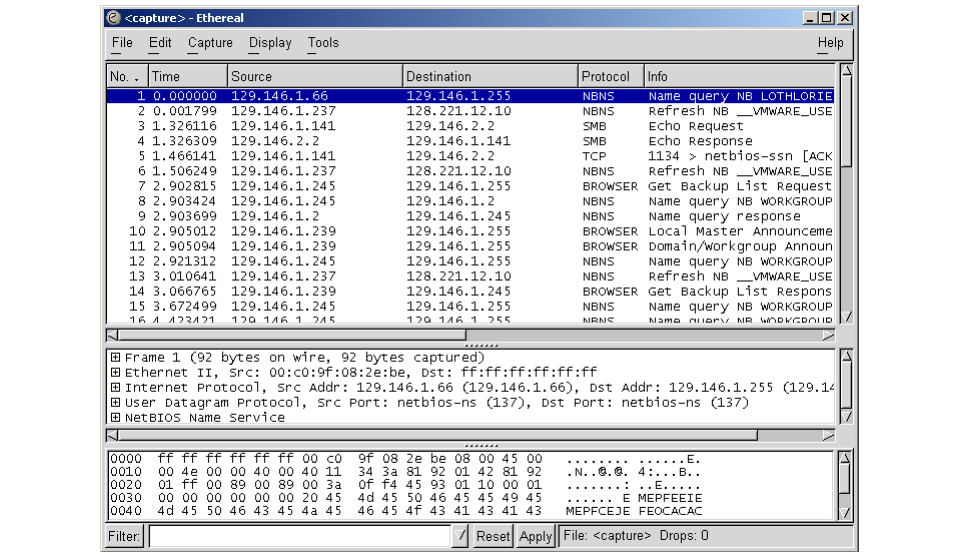 <capture> - Ethereal
File Edit Capture Display Tools Help
No. . Time Source Destination Protocol Info
1 0.000000 129.146.1.66 129.146.1.255 NBNS Name query NB LOTHLORIE
2 0.001799 129.146.1.237 128.221.12.10 NBNS Refresh NB __VMWARE_USE
3 1.326116 129.146.1.141 129.146.2.2 SMB Echo Request
4 1.326309 129.146.2.2 129.146.1.141 SMB Echo Response
5 1.466141 129.146.1.141 129.146.2.2 TCP 1134 > netbios-ssn [ACK
6 1.506249 129.146.1.237 128.221.12.10 NBNS Refresh NB __VMWARE_USE
7 2.902815 129.146.1.245 129.146.1.255 BROWSER Get Backup List Request
8 2.903424 129.146.1.245 129.146.1.2 NBNS Name query NB WORKGROUP
9 2.903699 129.146.1.2 129.146.1.245 NBNS Name query response
10 2.905012 129.146.1.239 129.146.1.255 BROWSER Local Master Announceme
11 2.905094 129.146.1.239 129.146.1.255 BROWSER Domain/Workgroup Announ
12 2.921312 129.146.1.245 129.146.1.255 NBNS Name query NB WORKGROUP
13 3.010641 129.146.1.237 128.221.12.10 NBNS Refresh NB __VMWARE_USE
14 3.066765 129.146.1.239 129.146.1.245 BROWSER Get Backup List Respons
15 3.672499 129.146.1.245 129.146.1.255 NBNS Name query NB WORKGROUP
16 4.423421 129.146.1.245 129.146.1.255 NBNS Name query NB WORKGROUP
Frame 1 (92 bytes on wire, 92 bytes captured)
Ethernet II, Src: 00:c0:9f:08:2e:be, Dst: ff:ff:ff:ff:ff:ff
Internet Protocol, Src Addr: 129.146.1.66 (129.146.1.66), Dst Addr: 129.146.1.255 (129.14
User Datagram Protocol, Src Port: netbios-ns (137), Dst Port: netbios-ns (137)
NetBIOS Name Service
0000 ff ff ff ff ff ff 00 c0 9f 08 2e be 08 00 45 00 ........ ......E.
0010 00 4e 00 00 40 00 40 11 34 3a 81 92 01 42 81 92 .N..@.@. 4:...B..
0020 01 ff 00 89 00 89 00 3a 0f f4 45 93 01 10 00 01 .......: ..E.....
0030 00 00 00 00 00 00 20 45 4d 45 50 46 45 45 49 45 ...... E MEPFEEIE
0040 4d 45 50 46 43 45 4a 45 46 45 4f 43 41 43 41 43 MEPFCEJE FEOCACAC
Filter: Reset Apply File: <capture> Drops: 0